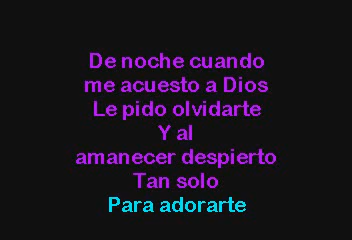 De noche cuando
me acuesto a Dios
Le pido olvidarte
Y al
amanecer despierto
Tan solo
Para adorarte